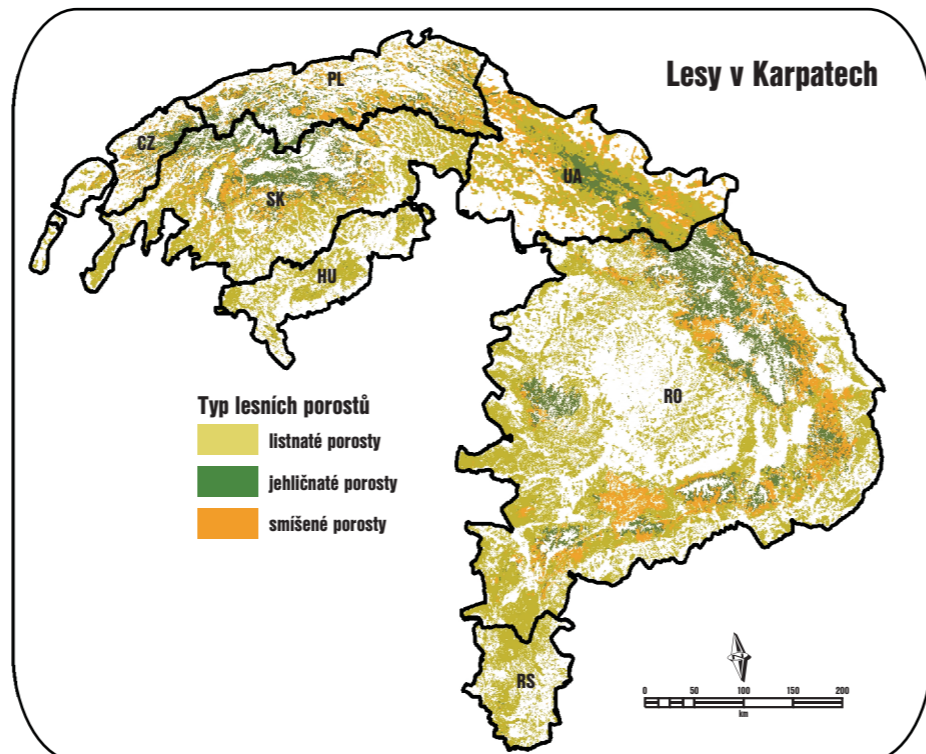 Lesy v Karpatech
PL
CZ
SK
UA
HU
RO
Typ lesních porostů
listnaté porosty
jehličnaté porosty
smíšené porosty
RS
0 50 100 150 200
km